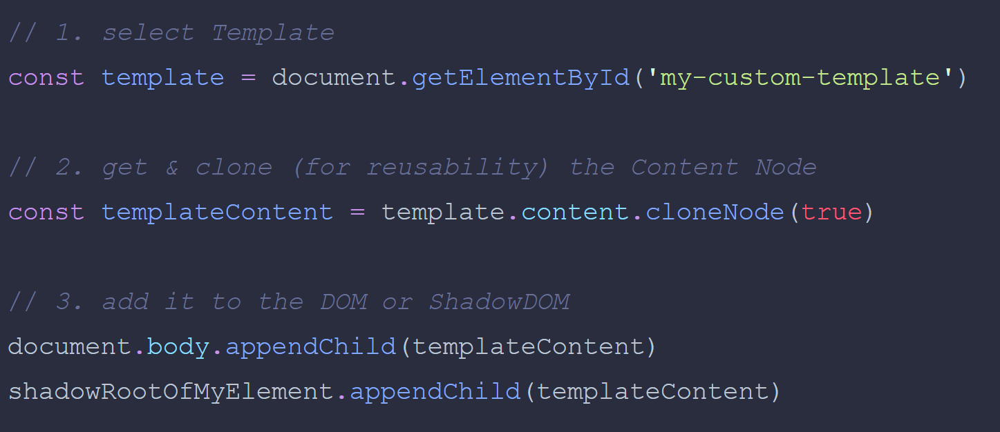 // 1. select Template
const template = document.getElementById('my-custom-template')
// 2. get & clone (for reusability) the Content Node
const templateContent = template.content.cloneNode(true)
// 3. add it to the DOM or ShadowDOM
document.body.appendChild(templateContent)
shadowRootOfMyElement.appendChild(templateContent)